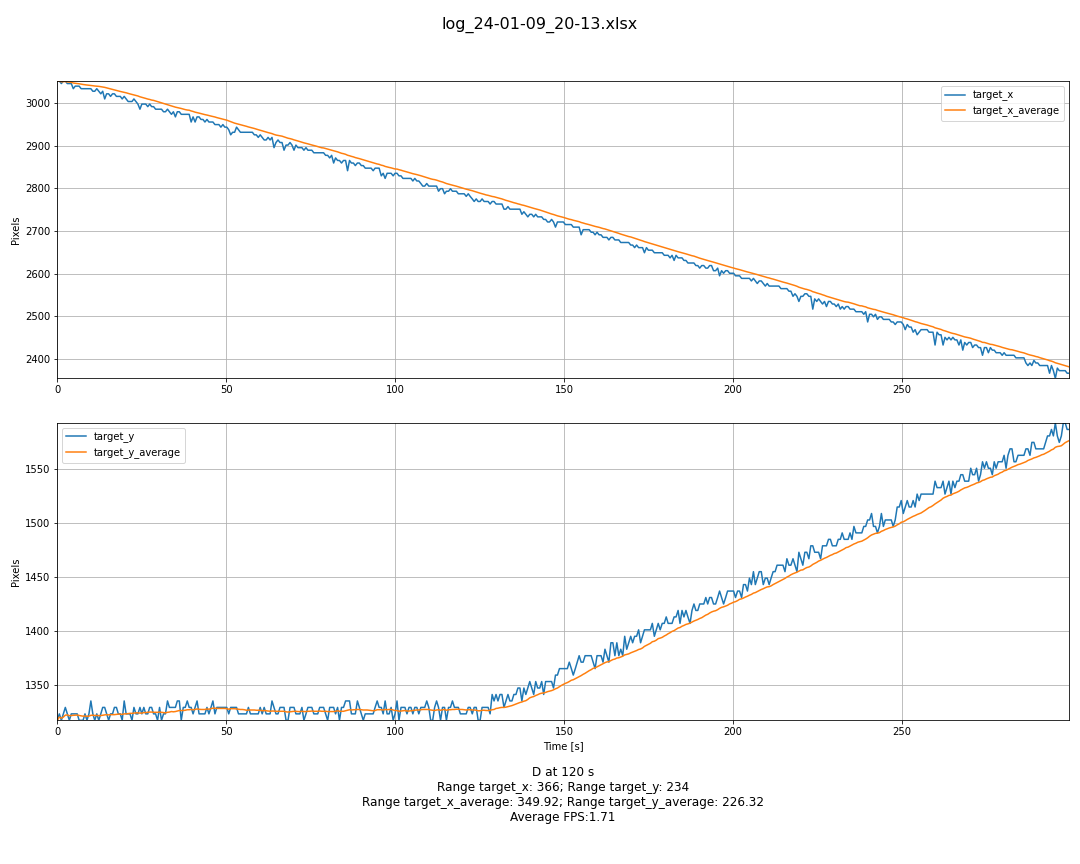 log_24-01-09_20-13.xlsx
target_x
target_x_average
Pixels
3000
2900
2800
2700
2600
2500
2400
0
50
100
150
200
250
target_y
target_y_average
Pixels
1550
1500
1450
1400
1350
0
50
100
150
200
250
Time [s]
D at 120 s
Range target_x: 366; Range target_y: 234
Range target_x_average: 349.92; Range target_y_average: 226.32
Average FPS:1.71